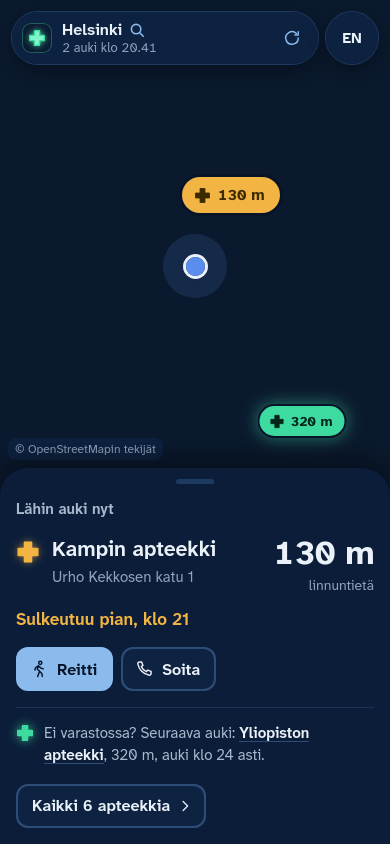 Helsinki
2 auki klo 20.41
EN
130 m
320 m
© OpenStreetMapin tekijät
Lähin auki nyt
Kampin apteekki
130 m
Urho Kekkosen katu 1
linnuntietä
Sulkeutuu pian, klo 21
Reitti
Soita
Ei varastossa? Seuraava auki: Yliopiston
apteekki, 320 m, auki klo 24 asti.
Kaikki 6 apteekkia